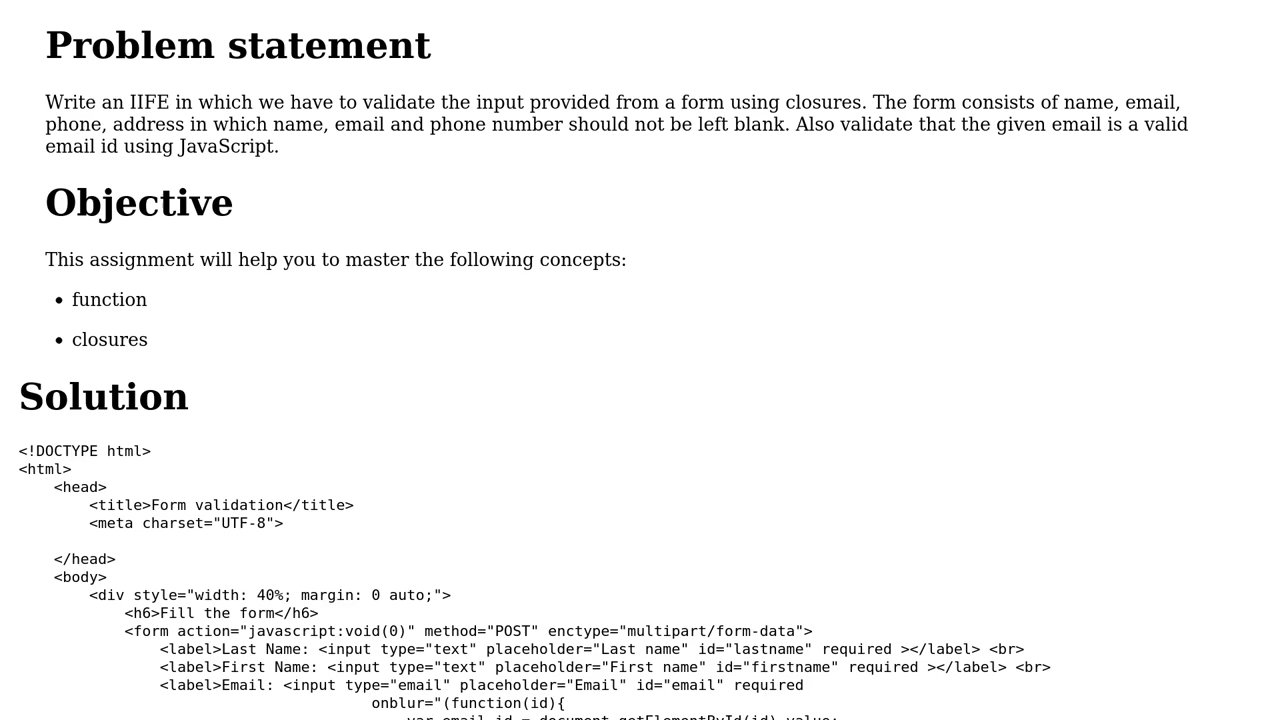 Problem statement
Write an IIFE in which we have to validate the input provided from a form using closures. The form consists of name, email,
phone, address in which name, email and phone number should not be left blank. Also validate that the given email is a valid
email id using JavaScript.
Objective
This assignment will help you to master the following concepts:
• function
• closures
Solution
<!DOCTYPE html>
<html>
    <head>
        <title>Form validation</title>
        <meta charset="UTF-8">
    </head>
    <body>
        <div style="width: 40%; margin: 0 auto;">
            <h6>Fill the form</h6>
            <form action="javascript:void(0)" method="POST" enctype="multipart/form-data">
                <label>Last Name: <input type="text" placeholder="Last name" id="lastname" required ></label> <br>
                <label>First Name: <input type="text" placeholder="First name" id="firstname" required ></label> <br>
                <label>Email: <input type="email" placeholder="Email" id="email" required
                                        onblur="(function(id){
                                            var email_id = document.getElementById(id).value;